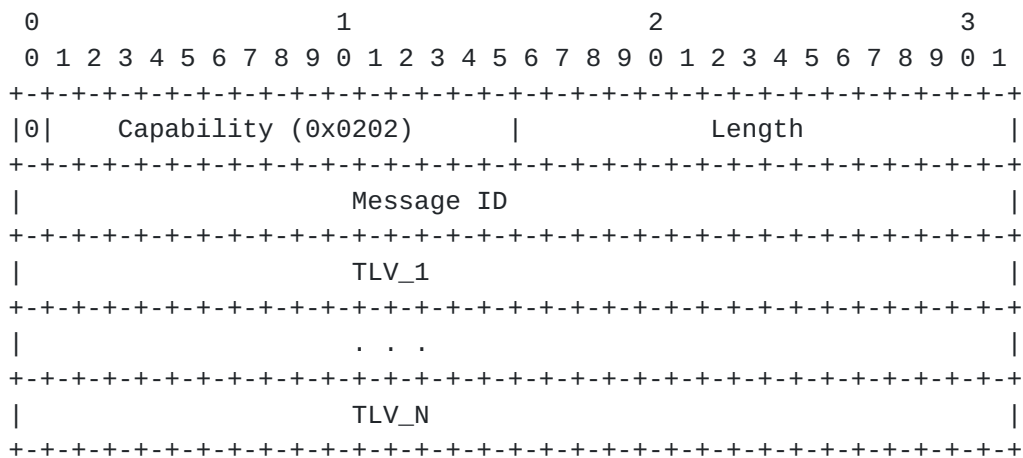 0                   1                   2                   3
 0 1 2 3 4 5 6 7 8 9 0 1 2 3 4 5 6 7 8 9 0 1 2 3 4 5 6 7 8 9 0 1
+-+-+-+-+-+-+-+-+-+-+-+-+-+-+-+-+-+-+-+-+-+-+-+-+-+-+-+-+-+-+-+-+
|0|    Capability (0x0202)      |            Length             |
+-+-+-+-+-+-+-+-+-+-+-+-+-+-+-+-+-+-+-+-+-+-+-+-+-+-+-+-+-+-+-+-+
|                     Message ID                                |
+-+-+-+-+-+-+-+-+-+-+-+-+-+-+-+-+-+-+-+-+-+-+-+-+-+-+-+-+-+-+-+-+
|                     TLV_1                                     |
+-+-+-+-+-+-+-+-+-+-+-+-+-+-+-+-+-+-+-+-+-+-+-+-+-+-+-+-+-+-+-+-+
|                     . . .                                     |
+-+-+-+-+-+-+-+-+-+-+-+-+-+-+-+-+-+-+-+-+-+-+-+-+-+-+-+-+-+-+-+-+
|                     TLV_N                                     |
+-+-+-+-+-+-+-+-+-+-+-+-+-+-+-+-+-+-+-+-+-+-+-+-+-+-+-+-+-+-+-+-+